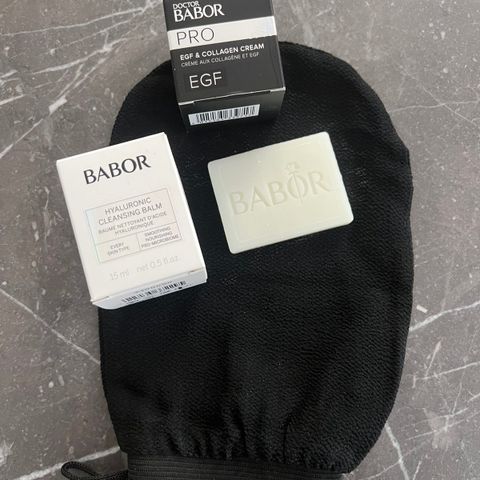 DOCTOR
BABOR
PRO
EGF & COLLAGEN CREAM
CRÈME AUX COLLAGÈNE ET EGF
EGF
BABOR
HYALURONIC
CLEANSING BALM
BAUME NETTOYANT D'ACIDE
HYALURONIQUE
EVERY
SKIN TYPE
SMOOTHING
NOURISHING
PRO-MICROBIOME
15 ml net 0.5 fl.oz.
BABOR